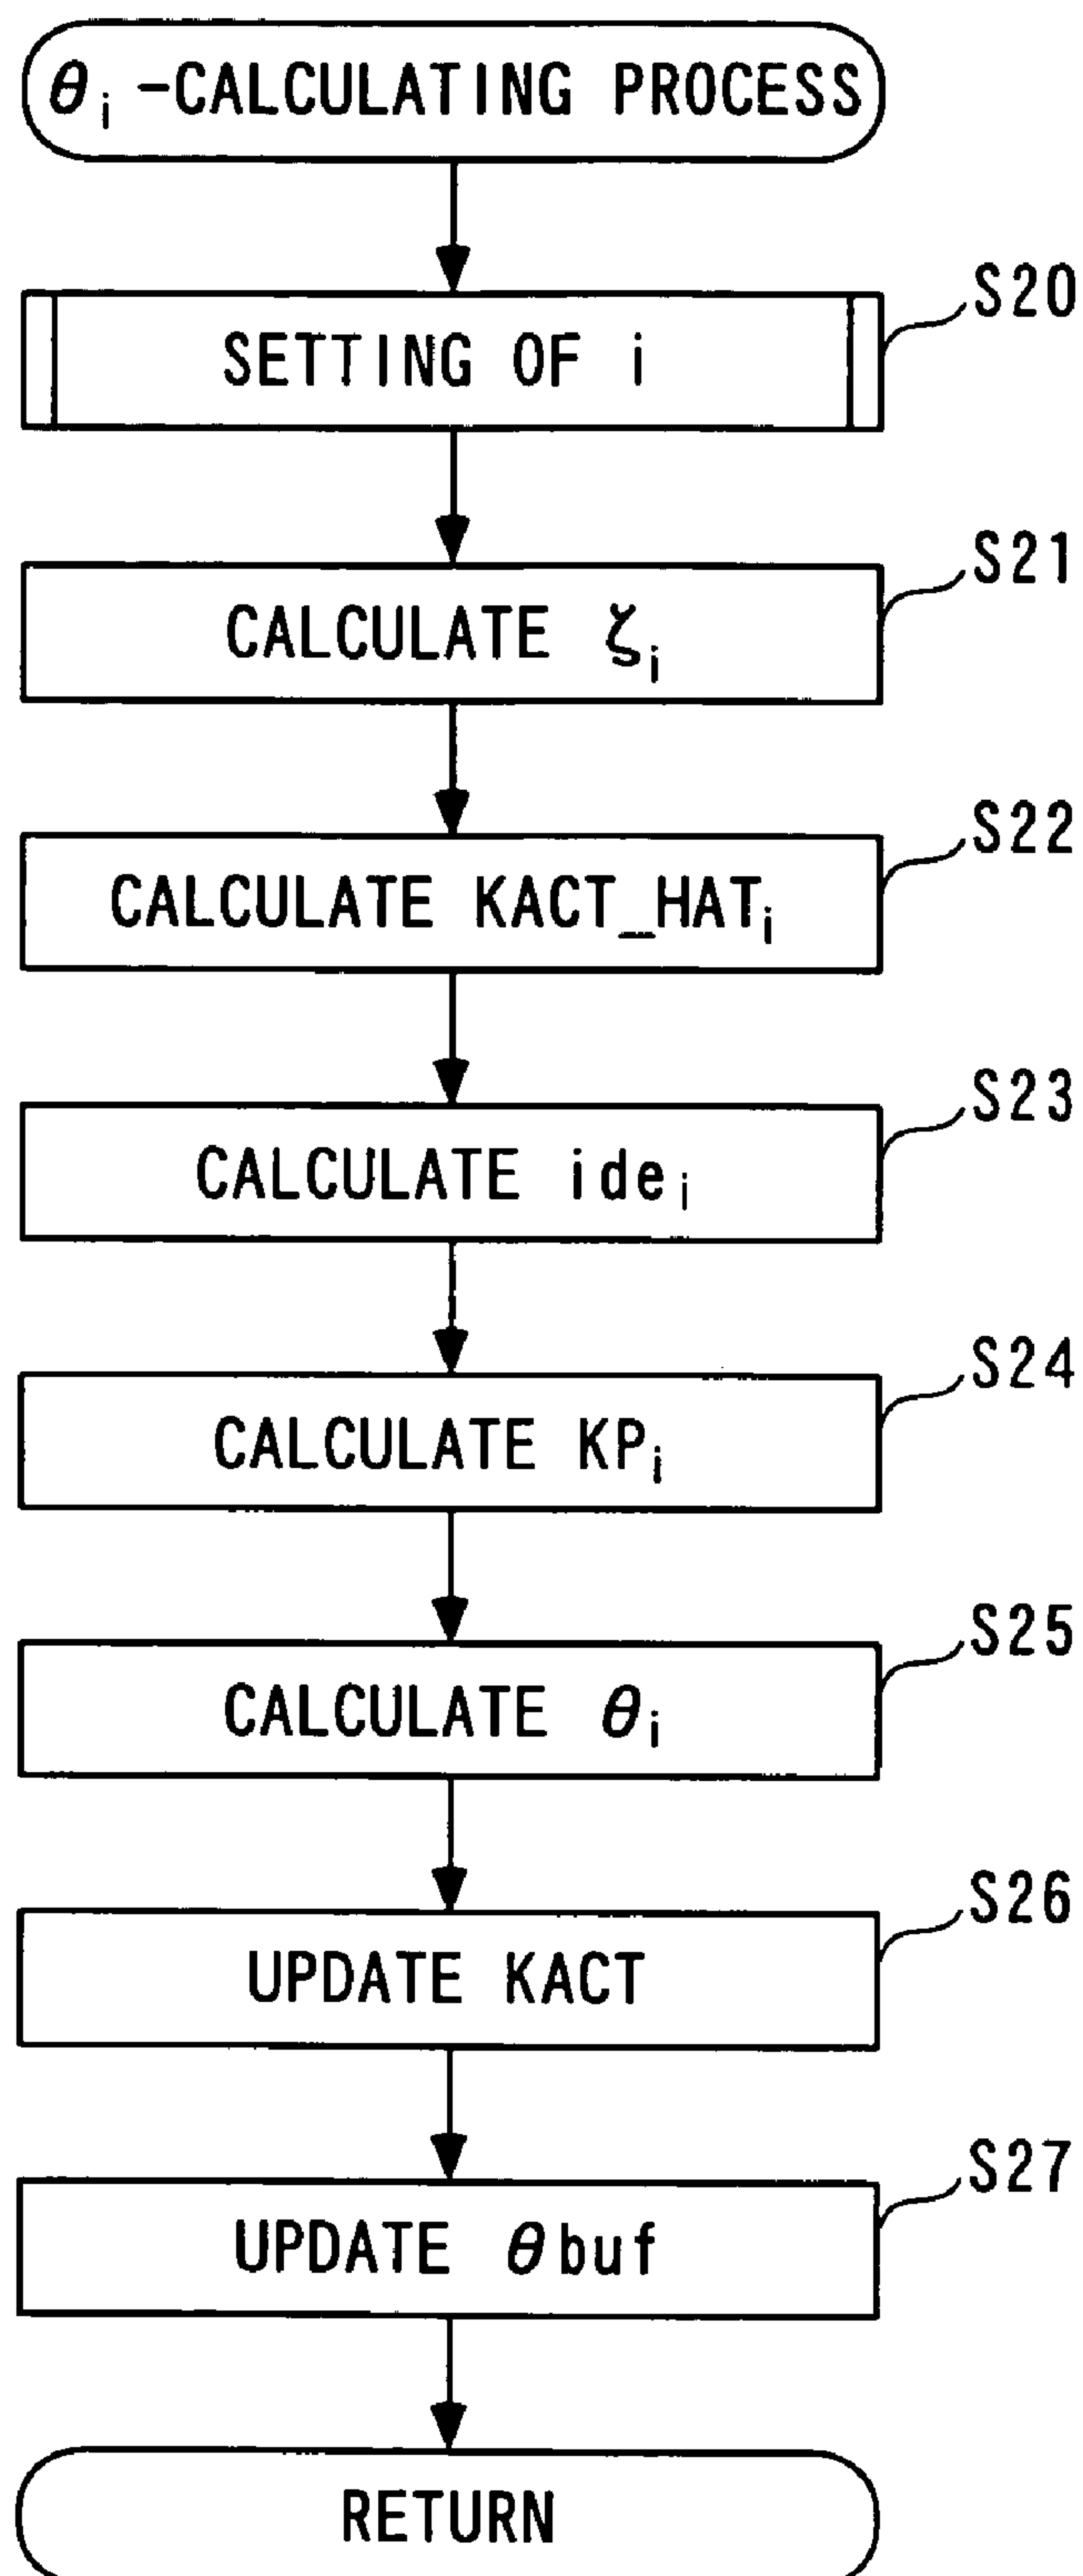 θi-CALCULATING PROCESS
S20
SETTING OF i
S21
CALCULATE ζi
S22
CALCULATE KACT_HATi
S23
CALCULATE idei
S24
CALCULATE KPi
S25
CALCULATE θi
S26
UPDATE KACT
S27
UPDATE θbuf
RETURN